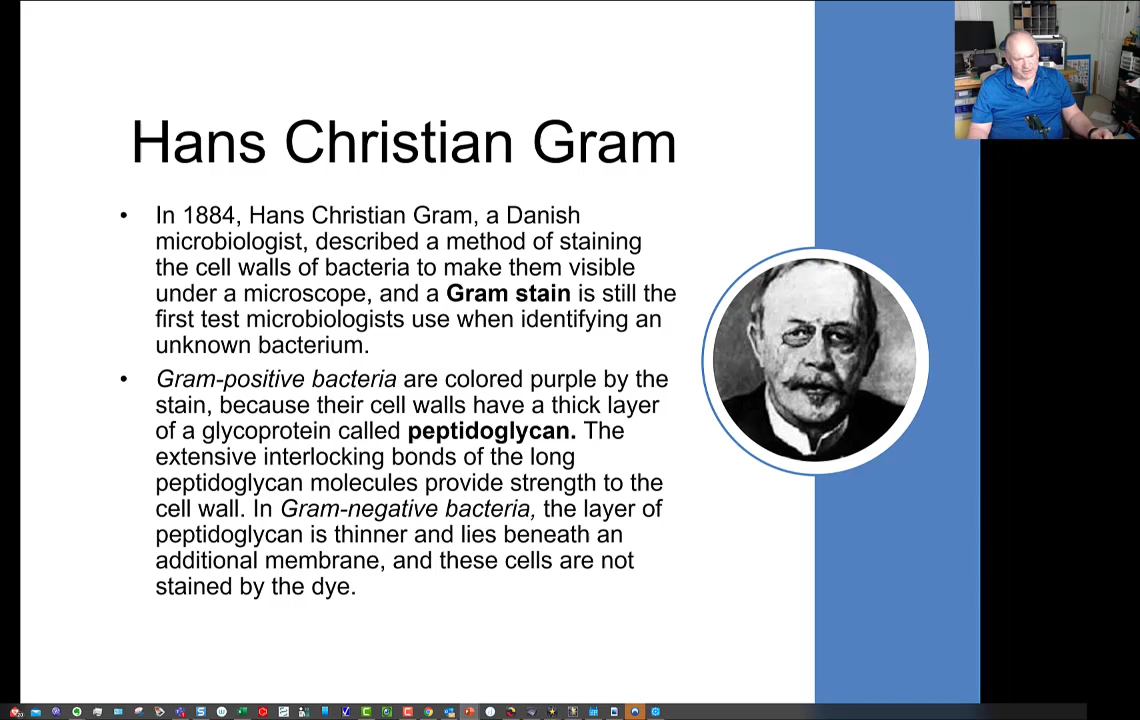 Hans Christian Gram
• In 1884, Hans Christian Gram, a Danish
microbiologist, described a method of staining
the cell walls of bacteria to make them visible
under a microscope, and a Gram stain is still the
first test microbiologists use when identifying an
unknown bacterium.
• Gram-positive bacteria are colored purple by the
stain, because their cell walls have a thick layer
of a glycoprotein called peptidoglycan. The
extensive interlocking bonds of the long
peptidoglycan molecules provide strength to the
cell wall. In Gram-negative bacteria, the layer of
peptidoglycan is thinner and lies beneath an
additional membrane, and these cells are not
stained by the dye.